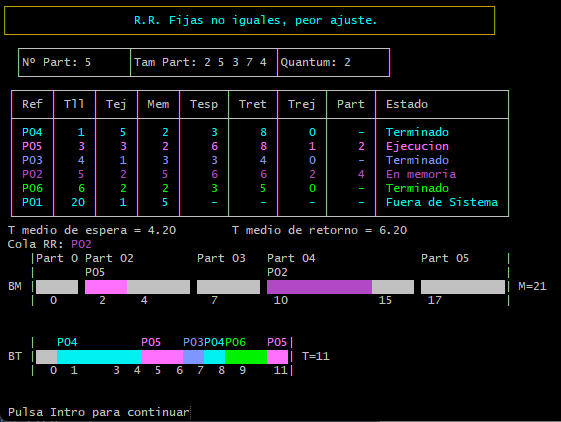 R.R. Fijas no iguales, peor ajuste.
Nº Part: 5 Tam Part: 2 5 3 7 4 Quantum: 2
Ref Tll Tej Mem Tesp Tret Trej Part Estado
P04 1 5 2 3 8 0 - Terminado
P05 3 3 2 6 8 1 2 Ejecucion
P03 4 1 3 3 4 0 - Terminado
P02 5 2 5 6 6 2 4 En memoria
P06 6 2 2 3 5 0 - Terminado
P01 20 1 5 - - - - Fuera de Sistema
T medio de espera = 4.20 T medio de retorno = 6.20
Cola RR: P02
|Part 0 Part 02 Part 03 Part 04 Part 05 |
| P05 P02 |
BM | | M=21
| 0 2 4 7 10 15 17 |
| P04 P05 P03P04P06 P05|
BT | | T=11
| 0 1 3 4 5 6 7 8 9 11|
Pulsa Intro para continuar